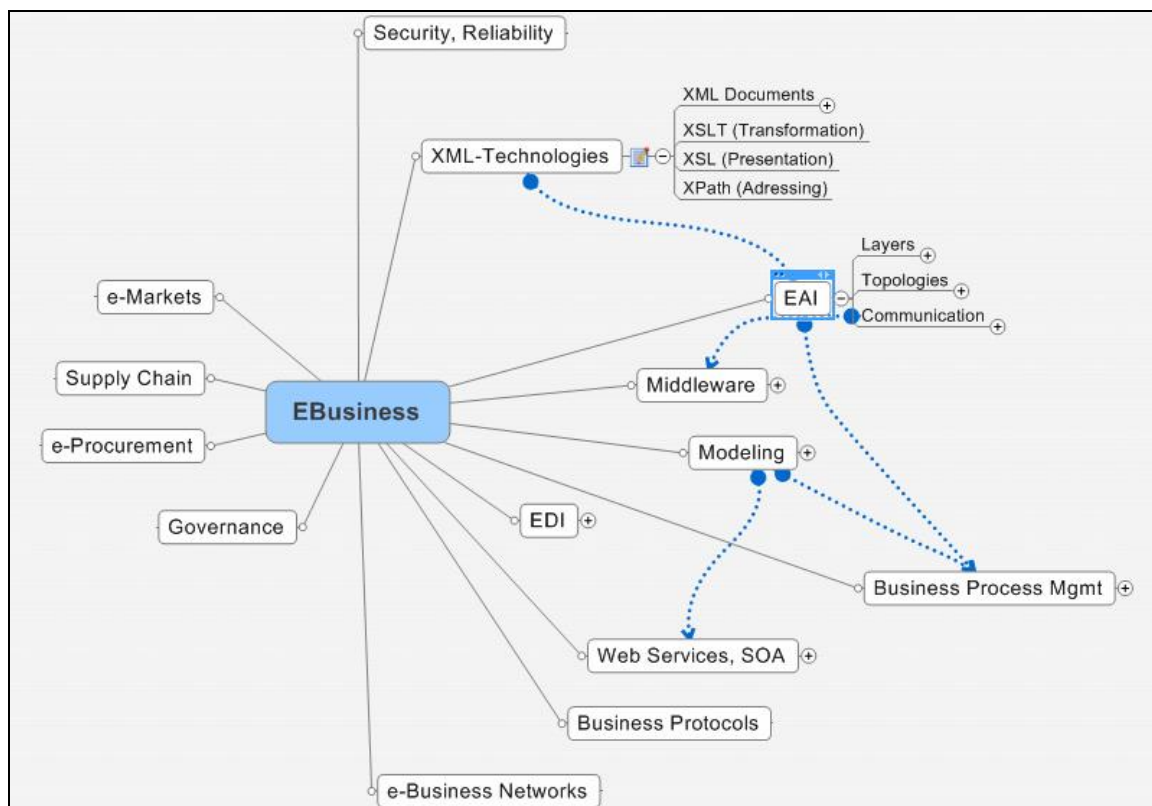 Security, Reliability
XML-Technologies
XML Documents
XSLT (Transformation)
XSL (Presentation)
XPath (Adressing)
EAI
Layers
Topologies
Communication
e-Markets
Supply Chain
EBusiness
Middleware
e-Procurement
Modeling
Governance
EDI
Business Process Mgmt
Web Services, SOA
Business Protocols
e-Business Networks